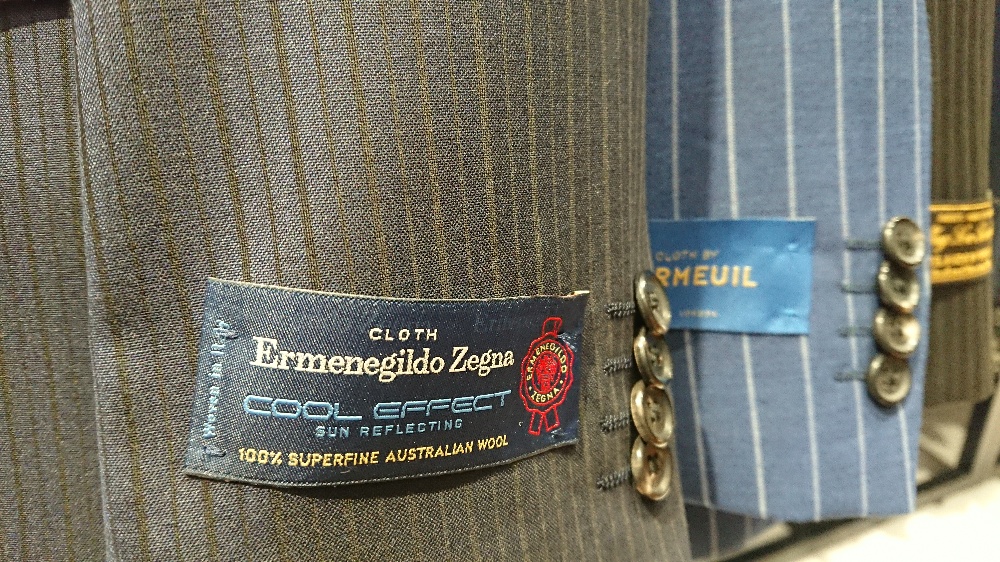 CLOTH
Ermenegildo Zegna
COOL EFFECT
SUN REFLECTING
100% SUPERFINE AUSTRALIAN WOOL
Woven in Italy
ERMENEGILDO
ZEGNA
CLOTH BY
RMEUIL
LONDON